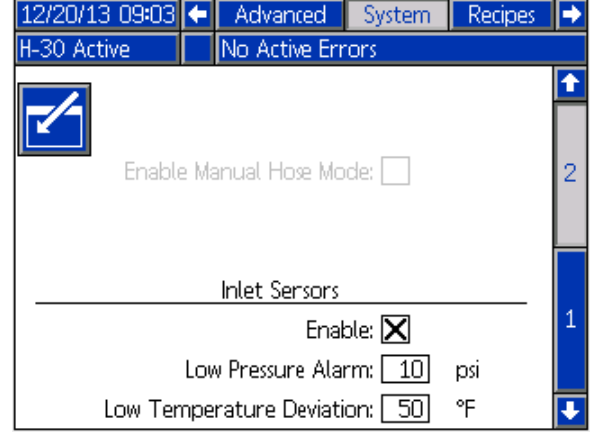 12/20/13 09:03 Advanced System Recipes
H-30 Active No Active Errors
Enable Manual Hose Mode:
2
Inlet Sersors
Enable:
1
Low Pressure Alarm: 10 psi
Low Temperature Deviation: 50 °F